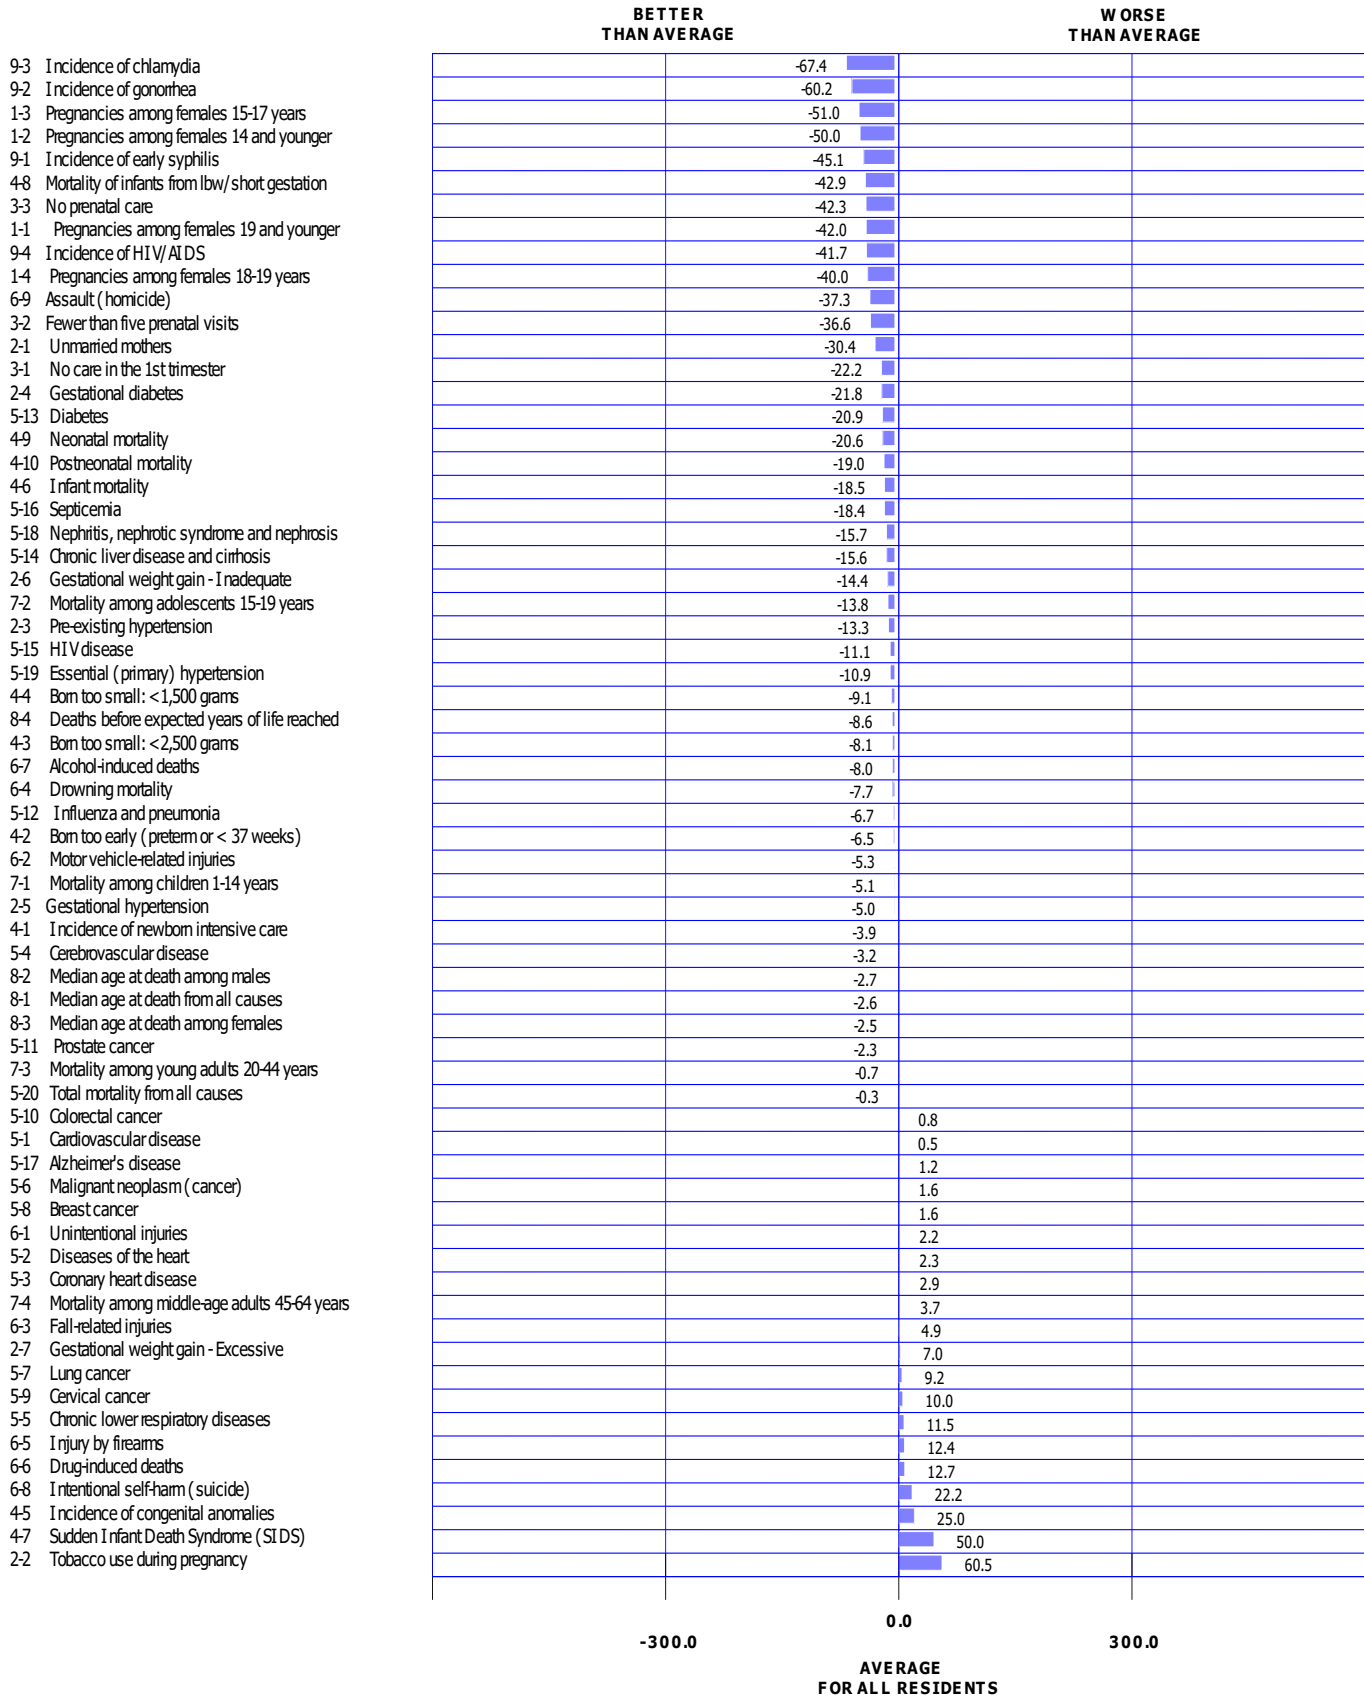 BETTER
THAN AVERAGE
WORSE
THAN AVERAGE
9-3 Incidence of chlamydia -67.4
9-2 Incidence of gonorrhea -60.2
1-3 Pregnancies among females 15-17 years -51.0
1-2 Pregnancies among females 14 and younger -50.0
9-1 Incidence of early syphilis -45.1
4-8 Mortality of infants from lbw/short gestation -42.9
3-3 No prenatal care -42.3
1-1 Pregnancies among females 19 and younger -42.0
9-4 Incidence of HIV/AIDS -41.7
1-4 Pregnancies among females 18-19 years -40.0
6-9 Assault (homicide) -37.3
3-2 Fewer than five prenatal visits -36.6
2-1 Unmarried mothers -30.4
3-1 No care in the 1st trimester -22.2
2-4 Gestational diabetes -21.8
5-13 Diabetes -20.9
4-9 Neonatal mortality -20.6
4-10 Postneonatal mortality -19.0
4-6 Infant mortality -18.5
5-16 Septicemia -18.4
5-18 Nephritis, nephrotic syndrome and nephrosis -15.7
5-14 Chronic liver disease and cirrhosis -15.6
2-6 Gestational weight gain - Inadequate -14.4
7-2 Mortality among adolescents 15-19 years -13.8
2-3 Pre-existing hypertension -13.3
5-15 HIV disease -11.1
5-19 Essential (primary) hypertension -10.9
4-4 Born too small: <1,500 grams -9.1
8-4 Deaths before expected years of life reached -8.6
4-3 Born too small: <2,500 grams -8.1
6-7 Alcohol-induced deaths -8.0
6-4 Drowning mortality -7.7
5-12 Influenza and pneumonia -6.7
4-2 Born too early (preterm or < 37 weeks) -6.5
6-2 Motor vehicle-related injuries -5.3
7-1 Mortality among children 1-14 years -5.1
2-5 Gestational hypertension -5.0
4-1 Incidence of newborn intensive care -3.9
5-4 Cerebrovascular disease -3.2
8-2 Median age at death among males -2.7
8-1 Median age at death from all causes -2.6
8-3 Median age at death among females -2.5
5-11 Prostate cancer -2.3
7-3 Mortality among young adults 20-44 years -0.7
5-20 Total mortality from all causes -0.3
5-10 Colorectal cancer 0.8
5-1 Cardiovascular disease 0.5
5-17 Alzheimer's disease 1.2
5-6 Malignant neoplasm (cancer) 1.6
5-8 Breast cancer 1.6
6-1 Unintentional injuries 2.2
5-2 Diseases of the heart 2.3
5-3 Coronary heart disease 2.9
7-4 Mortality among middle-age adults 45-64 years 3.7
6-3 Fall-related injuries 4.9
2-7 Gestational weight gain - Excessive 7.0
5-7 Lung cancer 9.2
5-9 Cervical cancer 10.0
5-5 Chronic lower respiratory diseases 11.5
6-5 Injury by firearms 12.4
6-6 Drug-induced deaths 12.7
6-8 Intentional self-harm (suicide) 22.2
4-5 Incidence of congenital anomalies 25.0
4-7 Sudden Infant Death Syndrome (SIDS) 50.0
2-2 Tobacco use during pregnancy 60.5
0.0
-300.0 300.0
AVERAGE
FOR ALL RESIDENTS